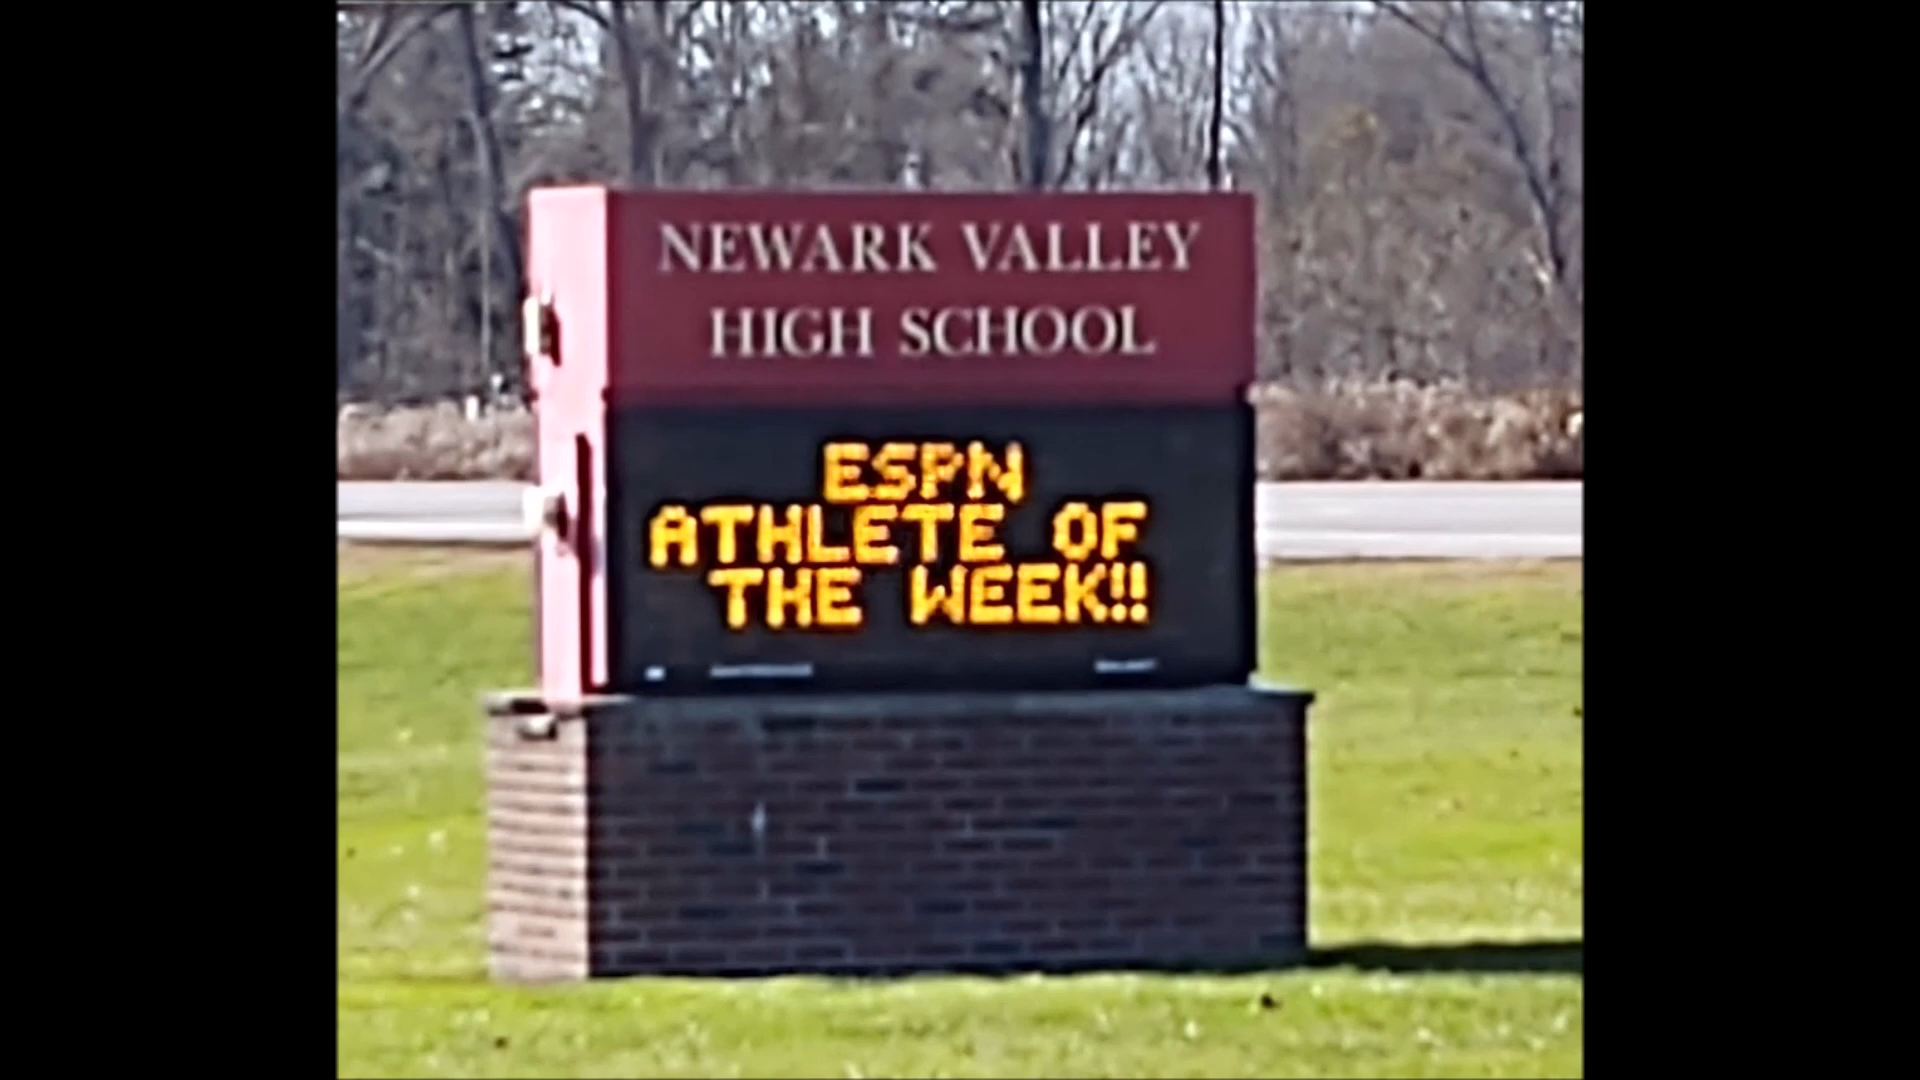 NEWARK VALLEY
HIGH SCHOOL
ESPN
ATHLETE OF
THE WEEK!!